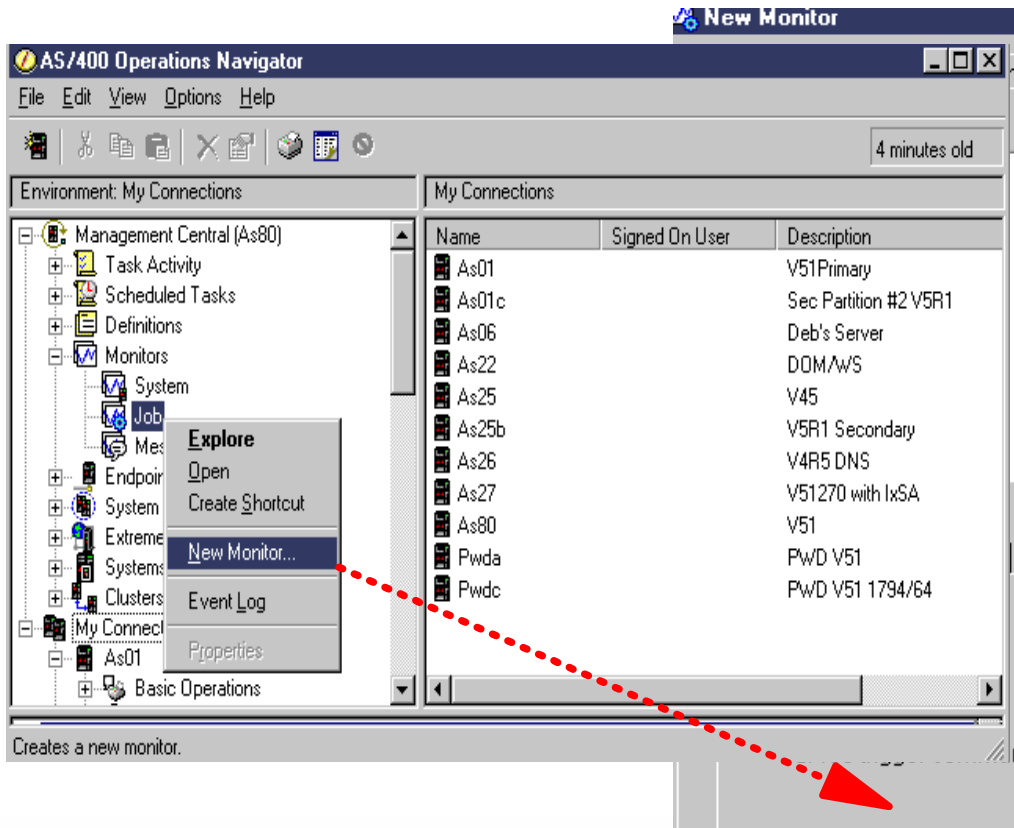 New Monitor
AS/400 Operations Navigator
File Edit View Options Help
4 minutes old
Environment: My Connections
My Connections
Management Central (As80)
Task Activity
Scheduled Tasks
Definitions
Monitors
System
Job
Mes
Endpoin
System
Extreme
Systems
Clusters
My Connect
As01
Basic Operations
Explore
Open
Create Shortcut
New Monitor...
Event Log
Properties
Name Signed On User Description
As01 V51Primary
As01c Sec Partition #2 V5R1
As06 Deb's Server
As22 DOM/WS
As25 V45
As25b V5R1 Secondary
As26 V4R5 DNS
As27 V51270 with IxSA
As80 V51
Pwda PWD V51
Pwdc PWD V51 1794/64
Creates a new monitor.